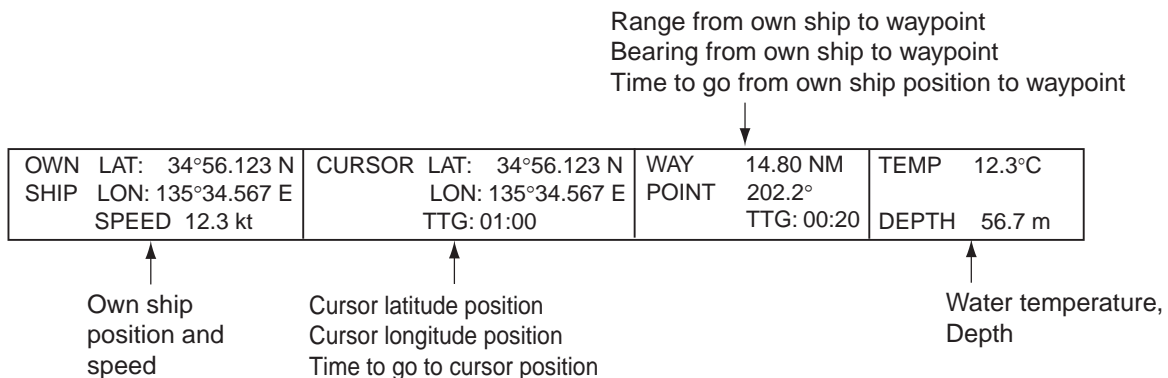 Range from own ship to waypoint
Bearing from own ship to waypoint
Time to go from own ship position to waypoint
OWN LAT: 34°56.123 N
SHIP LON: 135°34.567 E
SPEED 12.3 kt
CURSOR LAT: 34°56.123 N
LON: 135°34.567 E
TTG: 01:00
WAY 14.80 NM
POINT 202.2°
TTG: 00:20
TEMP 12.3°C
DEPTH 56.7 m
Own ship
position and
speed
Cursor latitude position
Cursor longitude position
Time to go to cursor position
Water temperature,
Depth